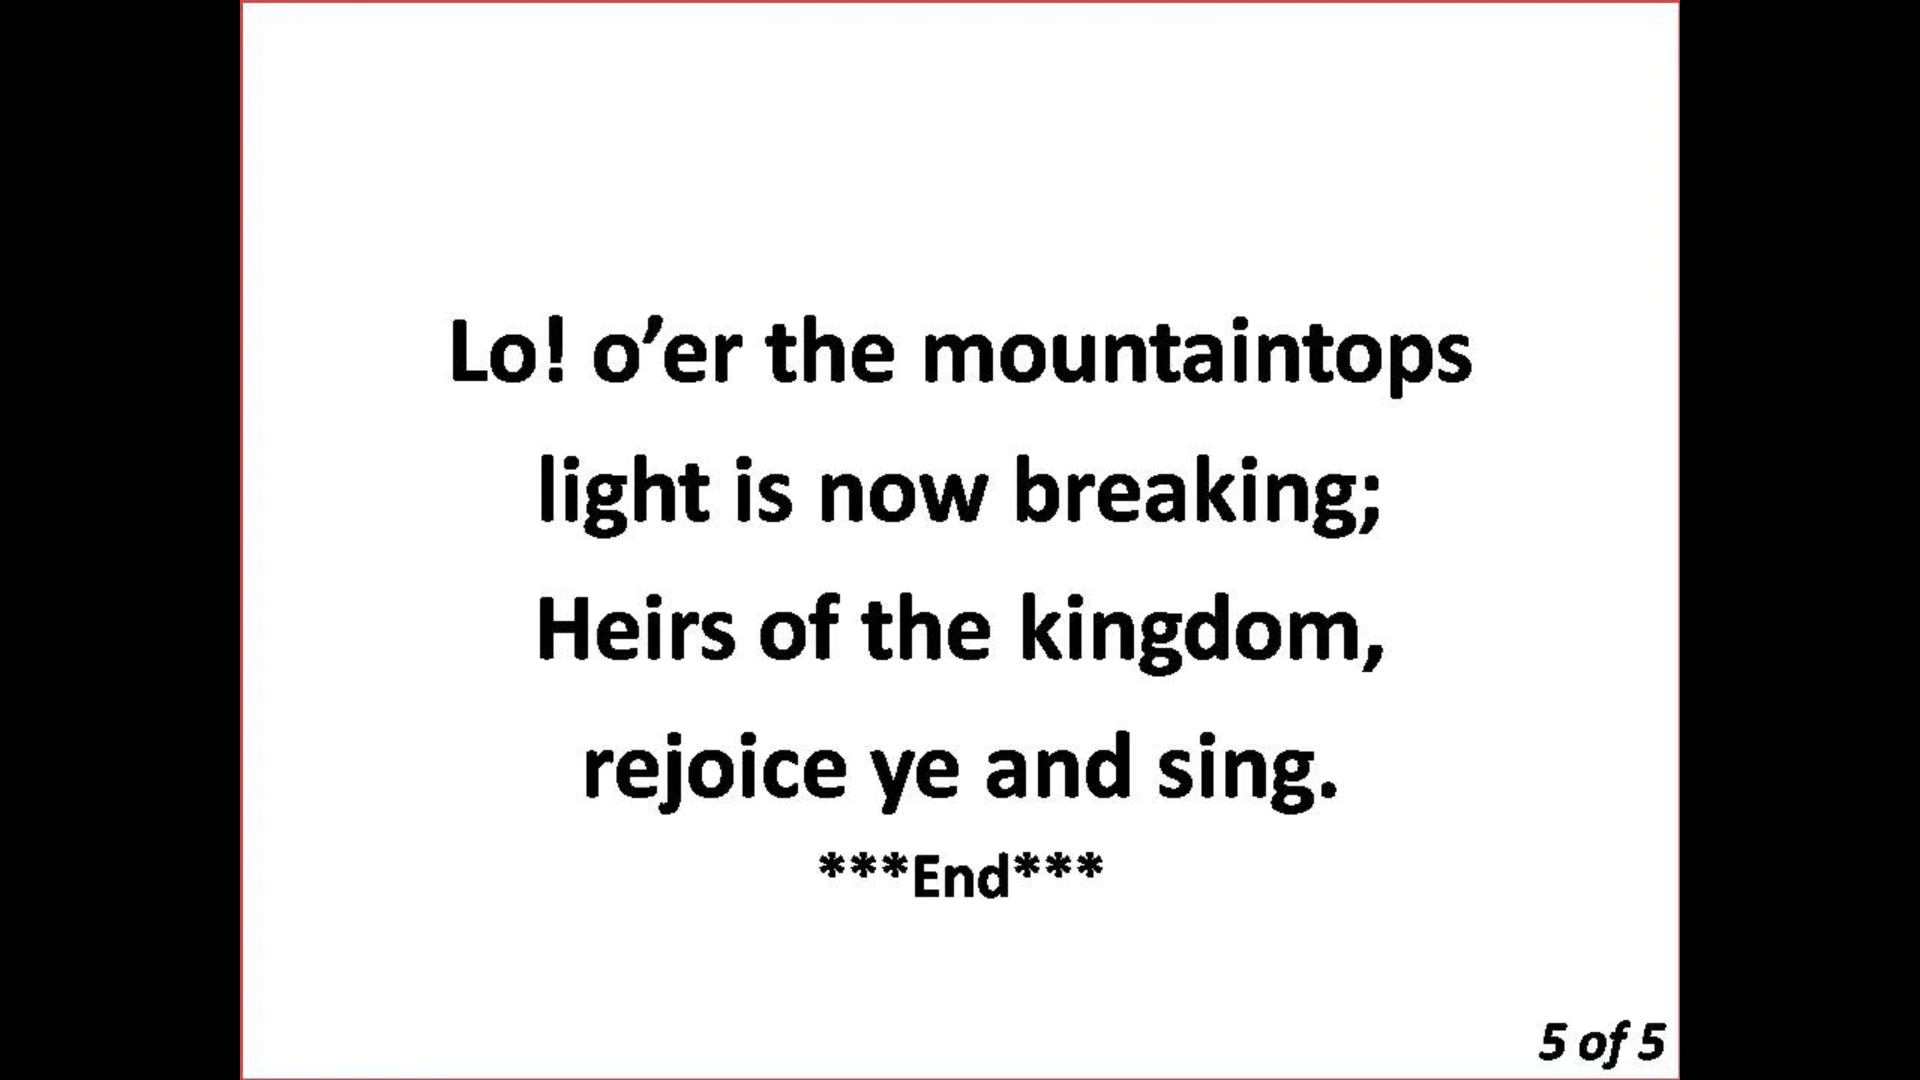 Lo! o’er the mountaintops
light is now breaking;
Heirs of the kingdom,
rejoice ye and sing.
***End***
5 of 5